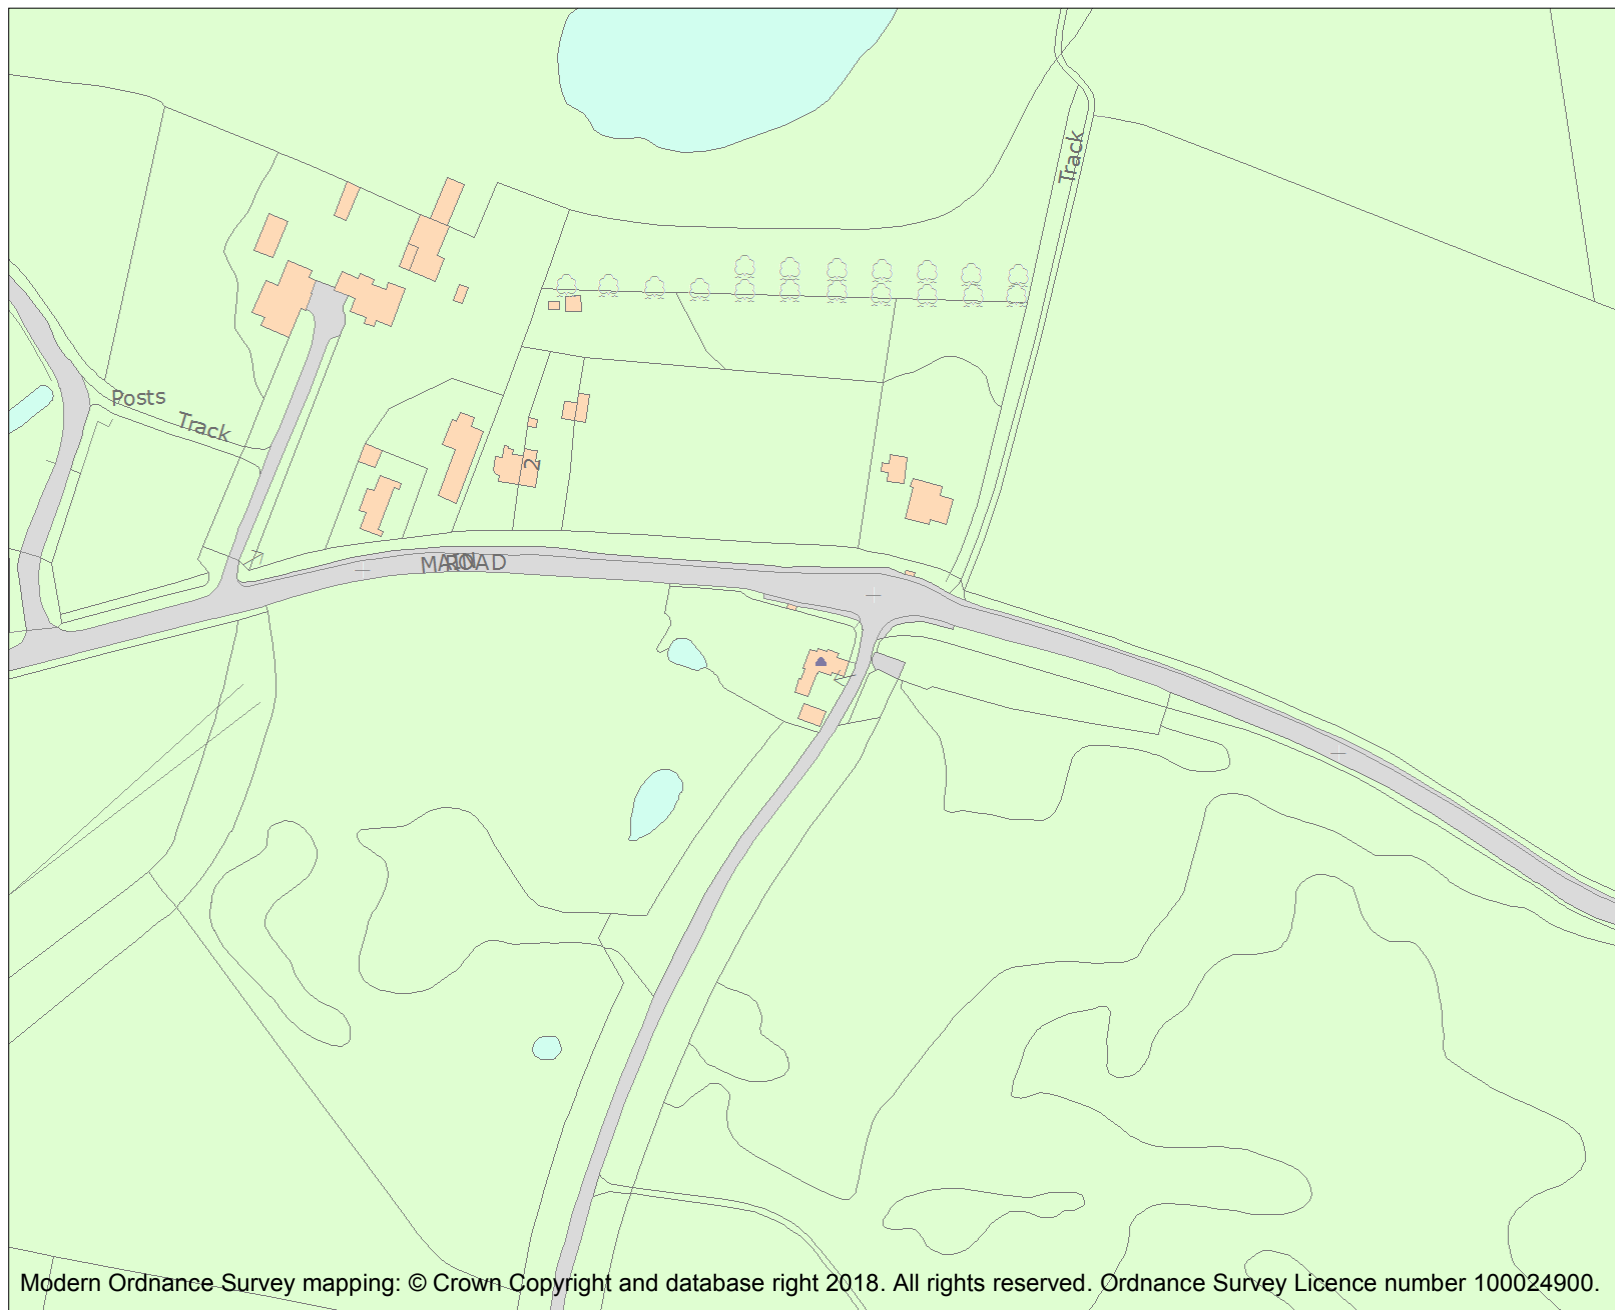 Track
Posts
Track
2
MAIN ROAD
Modern Ordnance Survey mapping: © Crown Copyright and database right 2018. All rights reserved. Ordnance Survey Licence number 100024900.